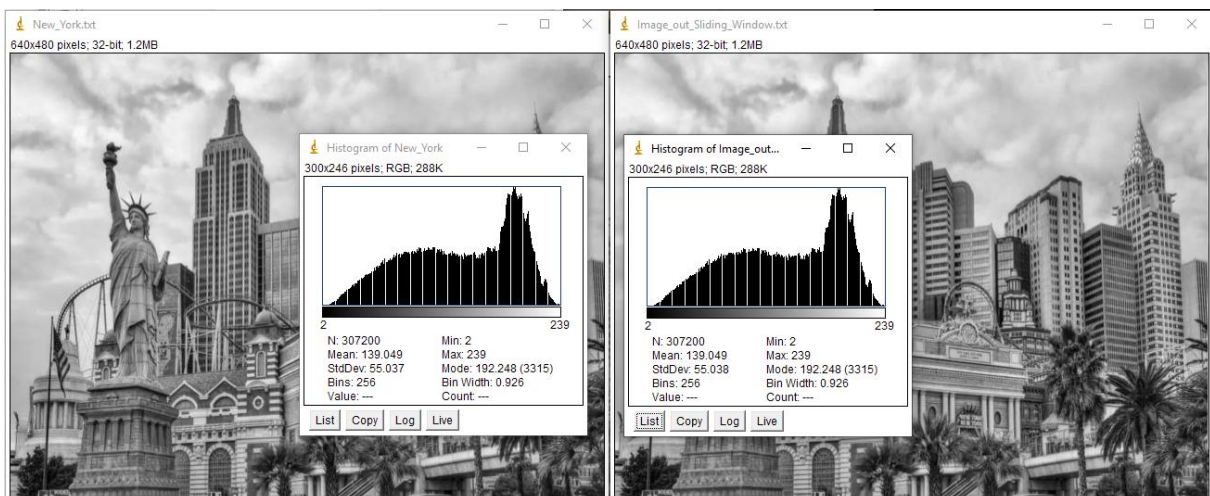 New_York.txt
640x480 pixels; 32-bit; 1.2MB
Histogram of New_York
300x246 pixels; RGB; 288K
2 239
N: 307200 Min: 2
Mean: 139.049 Max: 239
StdDev: 55.037 Mode: 192.248 (3315)
Bins: 256 Bin Width: 0.926
Value: --- Count: ---
List Copy Log Live
Image_out_Sliding_Window.txt
640x480 pixels; 32-bit; 1.2MB
Histogram of Image_out...
300x246 pixels; RGB; 288K
2 239
N: 307200 Min: 2
Mean: 139.049 Max: 239
StdDev: 55.038 Mode: 192.248 (3315)
Bins: 256 Bin Width: 0.926
Value: --- Count: ---
List Copy Log Live